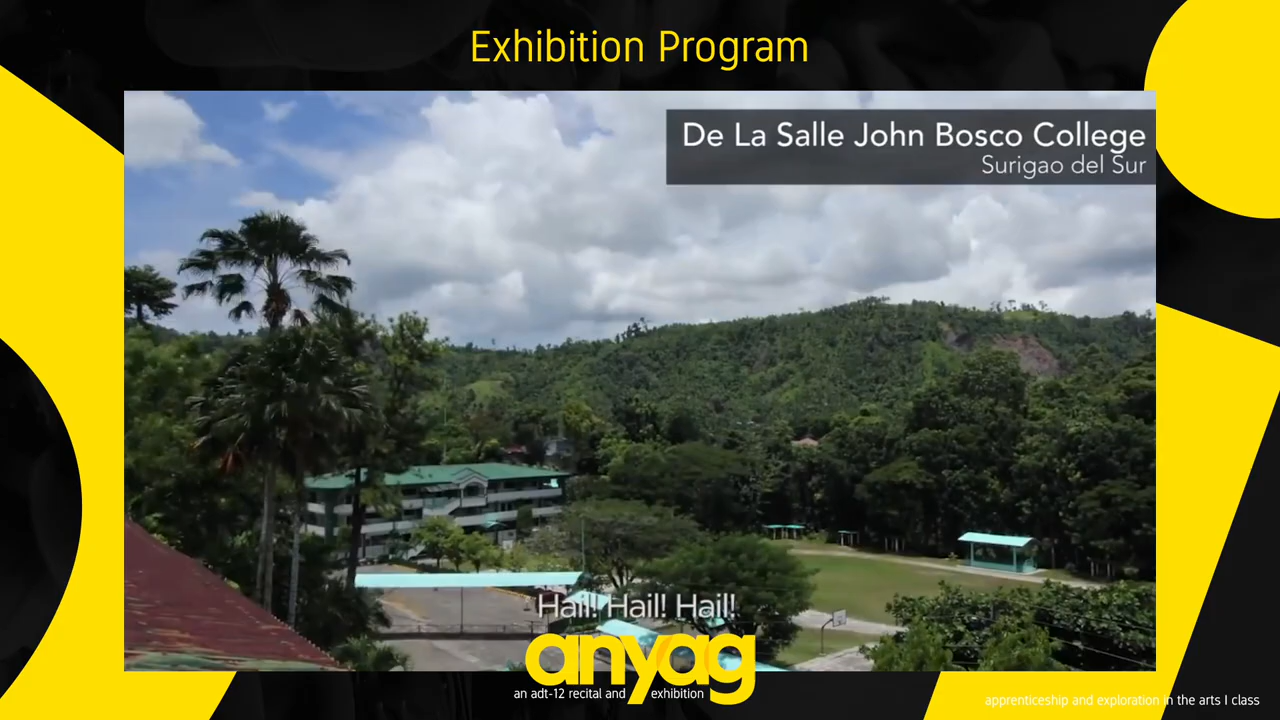 Exhibition Program
De La Salle John Bosco College
Surigao del Sur
Hail! Hail! Hail!
anyag
an adt-12 recital and exhibition
apprenticeship and exploration in the arts I class